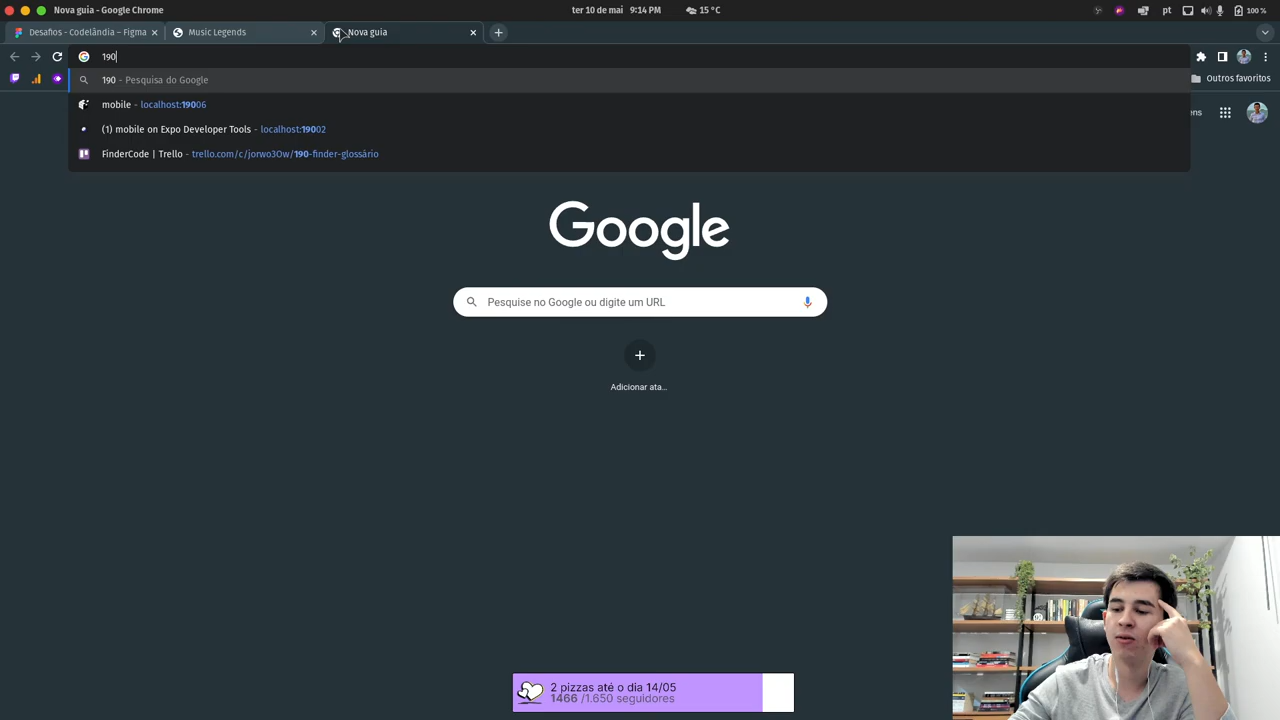 Nova guia - Google Chrome
ter 10 de mai 9:14 PM 15 °C
pt 100 %
Desafios - Codelândia – Figma
Music Legends
Nova guia
190
190 - Pesquisa do Google
mobile - localhost:19006
(1) mobile on Expo Developer Tools - localhost:19002
FinderCode | Trello - trello.com/c/jorwo3Ow/190-finder-glossário
Outros favoritos
ens
Google
Pesquise no Google ou digite um URL
Adicionar ata...
2 pizzas até o dia 14/05
1466 /1.650 seguidores